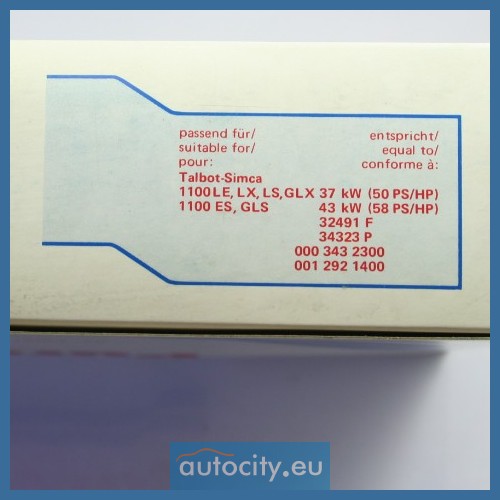 passend für/ entspricht/
suitable for/ equal to/
pour: conforme à:
Talbot-Simca
1100 LE, LX, LS, GLX 37 kW (50 PS/HP)
1100 ES, GLS 43 kW (58 PS/HP)
32491 F
34323 P
000 343 2300
001 292 1400
autocity.eu